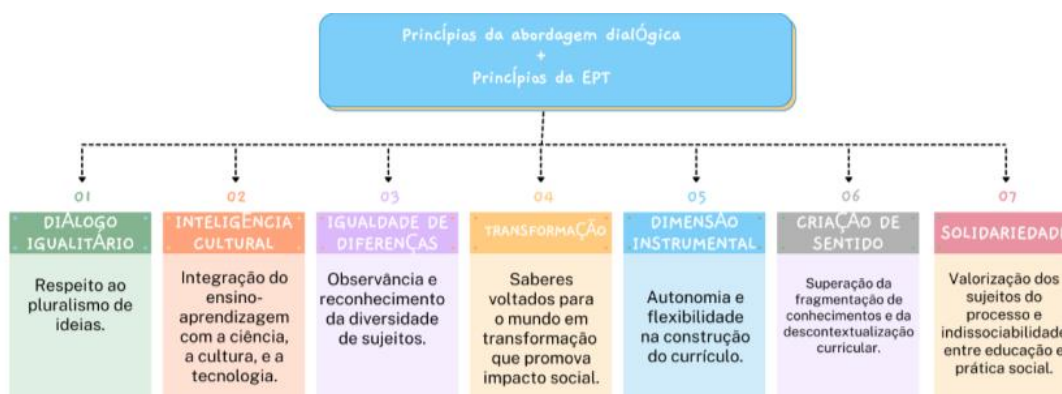 Princípios da abordagem dialógica
+
Princípios da EPT
01
DIÁLOGO
IGUALITÁRIO
Respeito ao
pluralismo de
ideias.
02
INTELIGÊNCIA
CULTURAL
Integração do
ensino-
aprendizagem
com a ciência,
a cultura, e a
tecnologia.
03
IGUALDADE DE
DIFERENÇAS
Observância e
reconhecimento
da diversidade
de sujeitos.
04
TRANSFORMAÇÃO
Saberes
voltados para
o mundo em
transformação
que promova
impacto social.
05
DIMENSÃO
INSTRUMENTAL
Autonomia e
flexibilidade
na construção
do currículo.
06
CRIAÇÃO DE
SENTIDO
Superação da
fragmentação de
conhecimentos e da
descontextualização
curricular.
07
SOLIDARIEDADE
Valorização dos
sujeitos do
processo e
indissociabilidade
entre educação e
prática social.